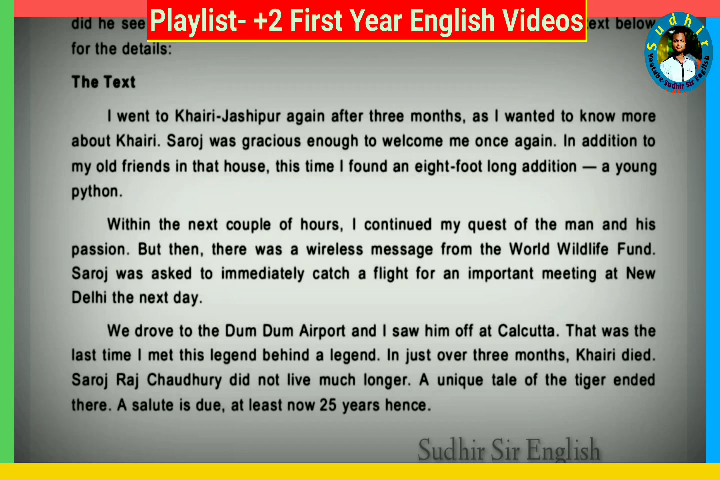 Playlist- +2 First Year English Videos
did he see
ext below
for the details:
The Text
I went to Khairi-Jashipur again after three months, as I wanted to know more
about Khairi. Saroj was gracious enough to welcome me once again. In addition to
my old friends in that house, this time I found an eight-foot long addition — a young
python.
Within the next couple of hours, I continued my quest of the man and his
passion. But then, there was a wireless message from the World Wildlife Fund.
Saroj was asked to immediately catch a flight for an important meeting at New
Delhi the next day.
We drove to the Dum Dum Airport and I saw him off at Calcutta. That was the
last time I met this legend behind a legend. In just over three months, Khairi died.
Saroj Raj Chaudhury did not live much longer. A unique tale of the tiger ended
there. A salute is due, at least now 25 years hence.
Sudhir Sir English
Sudhir
Youtube Sudhir Sir English